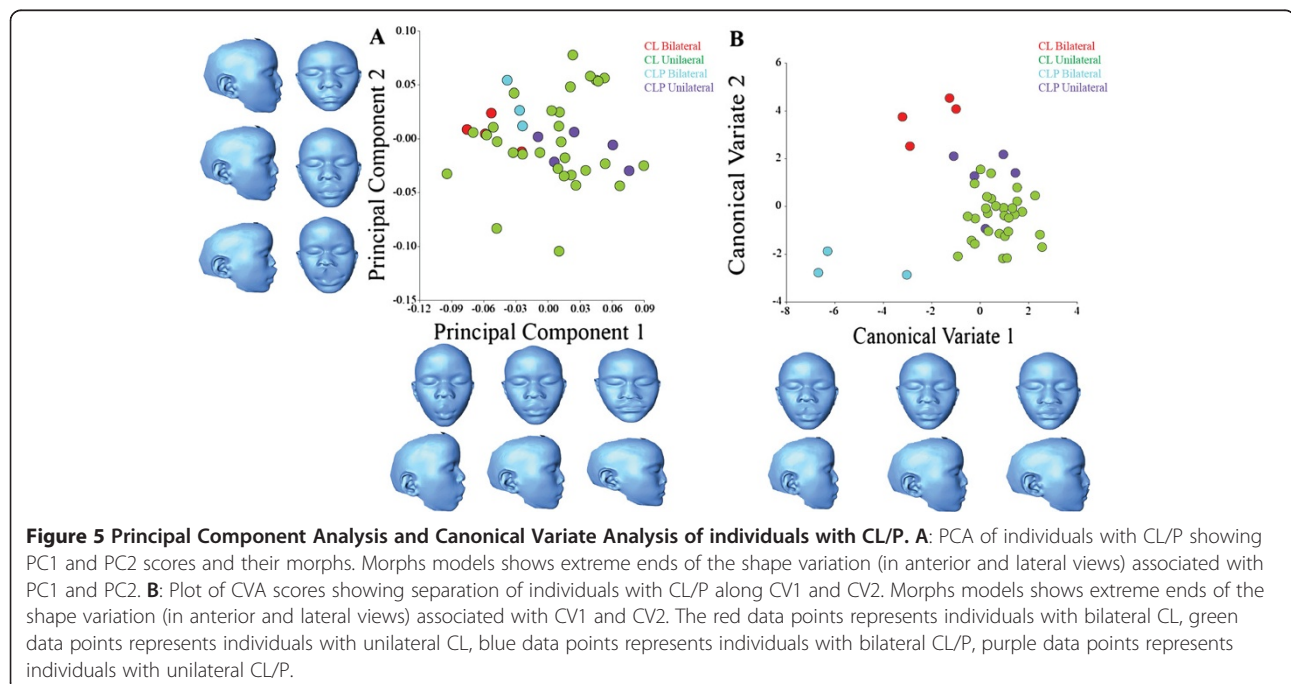 A
CL Bilateral
CL Unilaeral
CLP Bilateral
CLP Unilateral
Principal Component 2
0.10
0.05
-0.00
-0.05
-0.10
-0.15
-0.12
-0.09
-0.06
-0.03
0.00
0.03
0.06
0.09
Principal Component 1
B
CL Bilateral
CL Unilateral
CLP Bilateral
CLP Unilateral
Canonical Variate 2
6
4
2
0
-2
-4
-8
-6
-4
-2
0
2
4
Canonical Variate 1
Figure 5 Principal Component Analysis and Canonical Variate Analysis of individuals with CL/P. A: PCA of individuals with CL/P showing
PC1 and PC2 scores and their morphs. Morphs models shows extreme ends of the shape variation (in anterior and lateral views) associated with
PC1 and PC2. B: Plot of CVA scores showing separation of individuals with CL/P along CV1 and CV2. Morphs models shows extreme ends of the
shape variation (in anterior and lateral views) associated with CV1 and CV2. The red data points represents individuals with bilateral CL, green
data points represents individuals with unilateral CL, blue data points represents individuals with bilateral CL/P, purple data points represents
individuals with unilateral CL/P.